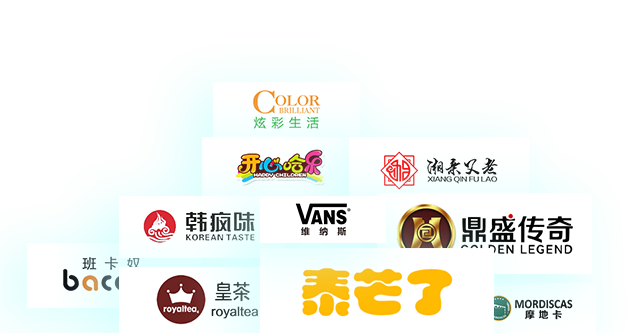 COLOR
BRILLIANT
炫彩生活
开心哈乐
HAPPY CHILDREN
湘亲父老
XIANG QIN FU LAO
韩疯味
KOREAN TASTE
VANS
维纳斯
鼎盛传奇
GOLDEN LEGEND
班卡奴
bac
皇茶
royaltea
royaltea.
泰芒了
MORDISCAS
摩地卡